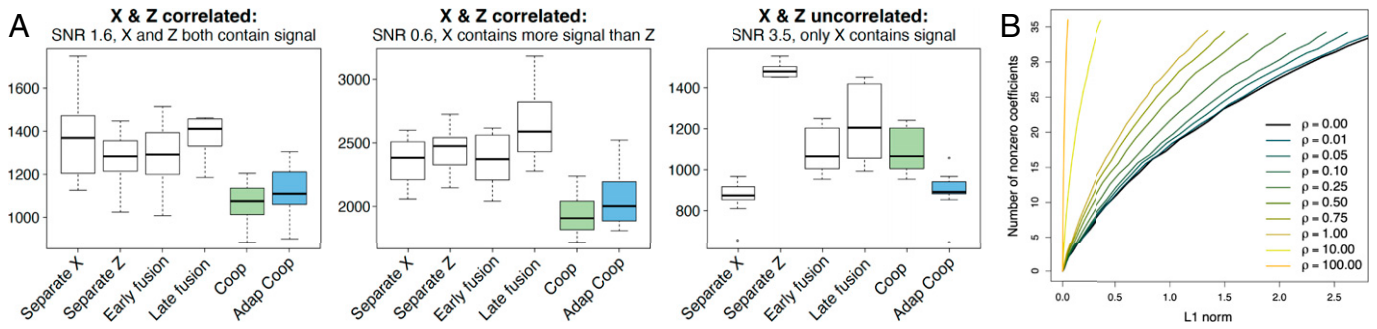 A
X & Z correlated:
SNR 1.6, X and Z both contain signal
1600
1400
1200
1000
Separate X
Separate Z
Early fusion
Late fusion
Coop
Adap Coop
X & Z correlated:
SNR 0.6, X contains more signal than Z
3000
2500
2000
Separate X
Separate Z
Early fusion
Late fusion
Coop
Adap Coop
X & Z uncorrelated:
SNR 3.5, only X contains signal
1400
1200
1000
800
Separate X
Separate Z
Early fusion
Late fusion
Coop
Adap Coop
B
Number of nonzero coefficients
35
30
25
20
15
10
5
0
0.0
0.5
1.0
1.5
2.0
2.5
L1 norm
ρ = 0.00
ρ = 0.01
ρ = 0.05
ρ = 0.10
ρ = 0.25
ρ = 0.50
ρ = 0.75
ρ = 1.00
ρ = 10.00
ρ = 100.00